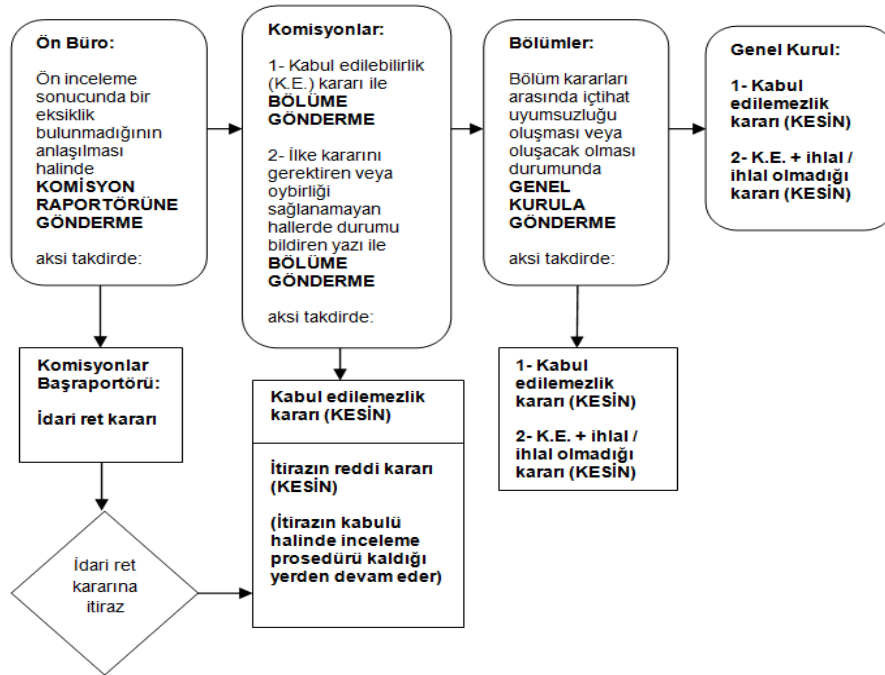 Ön Büro:
Ön inceleme
sonucunda bir
eksiklik
bulunmadığının
anlaşılması
halinde
KOMİSYON
RAPORTÖRÜNE
GÖNDERME
aksi takdirde:
Komisyonlar:
1- Kabul edilebilirlik
(K.E.) kararı ile
BÖLÜME
GÖNDERME
2- İlke kararını
gerektiren veya
oybirliği
sağlanamayan
hallerde durumu
bildiren yazı ile
BÖLÜME
GÖNDERME
aksi takdirde:
Bölümler:
Bölüm kararları
arasında içtihat
uyumsuzluğu
oluşması veya
oluşacak olması
durumunda
GENEL
KURULA
GÖNDERME
aksi takdirde:
Genel Kurul:
1- Kabul
edilemezlik
kararı (KESİN)
2- K.E. + ihlal /
ihlal olmadığı
kararı (KESİN)
Komisyonlar
Başraportörü:
İdari ret kararı
Kabul edilemezlik
kararı (KESİN)
İtirazın reddi kararı
(KESİN)
(İtirazın kabulü
halinde inceleme
prosedürü kaldığı
yerden devam eder)
1- Kabul
edilemezlik
kararı (KESİN)
2- K.E. + ihlal /
ihlal olmadığı
kararı (KESİN)
İdari ret
kararına
itiraz